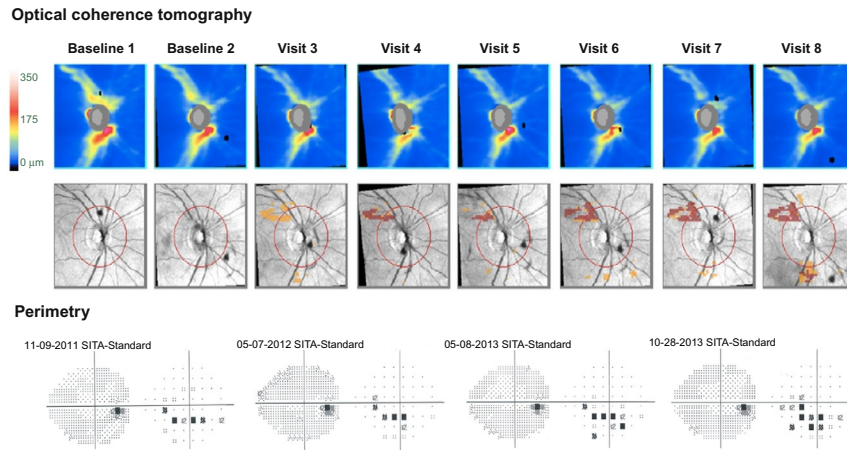 Optical coherence tomography
Baseline 1 Baseline 2 Visit 3 Visit 4 Visit 5 Visit 6 Visit 7 Visit 8
350
175
0 µm
Perimetry
11-09-2011 SITA-Standard 05-07-2012 SITA-Standard 05-08-2013 SITA-Standard 10-28-2013 SITA-Standard